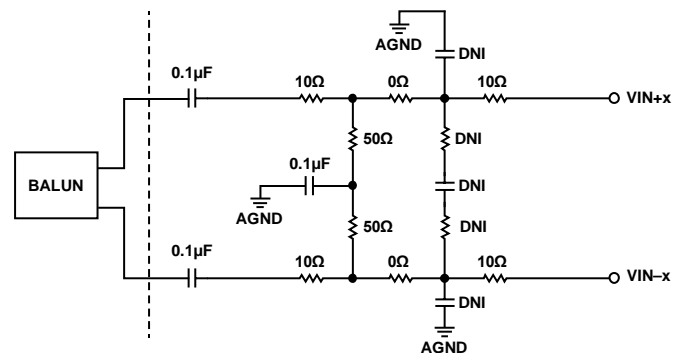 AGND
DNI
0.1µF
10Ω
0Ω
10Ω
VIN+x
50Ω
DNI
0.1µF
BALUN
DNI
AGND
50Ω
DNI
0.1µF
10Ω
0Ω
10Ω
VIN–x
DNI
AGND